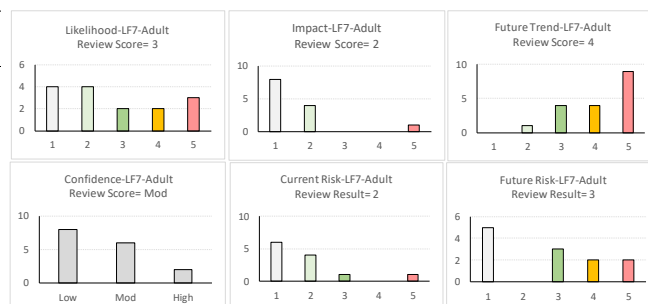 Likelihood-LF7-Adult
Review Score= 3
6
4
2
0
1 2 3 4 5
Impact-LF7-Adult
Review Score= 2
10
5
0
1 2 3 4 5
Future Trend-LF7-Adult
Review Score= 4
10
5
0
1 2 3 4 5
Confidence-LF7-Adult
Review Score= Mod
10
5
0
Low Mod High
Current Risk-LF7-Adult
Review Result= 2
10
5
0
1 2 3 4 5
Future Risk-LF7-Adult
Review Result= 3
6
4
2
0
1 2 3 4 5